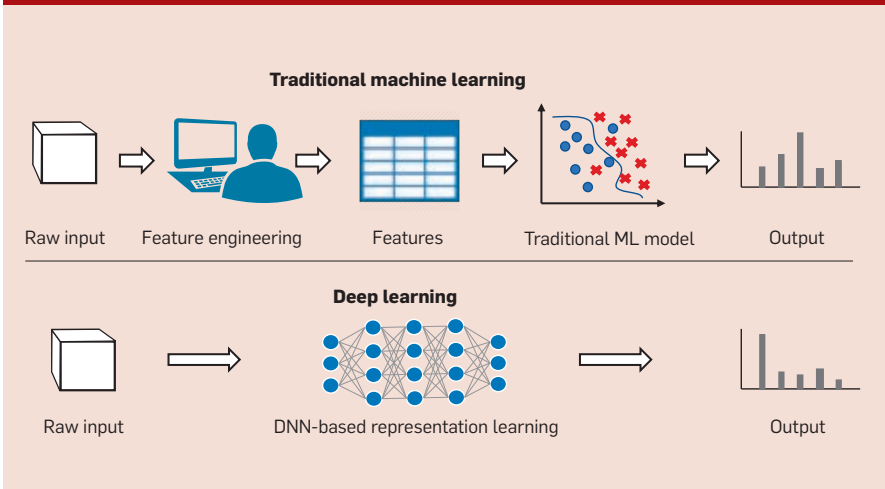 Traditional machine learning
Raw input
Feature engineering
Features
Traditional ML model
Output
Deep learning
Raw input
DNN-based representation learning
Output